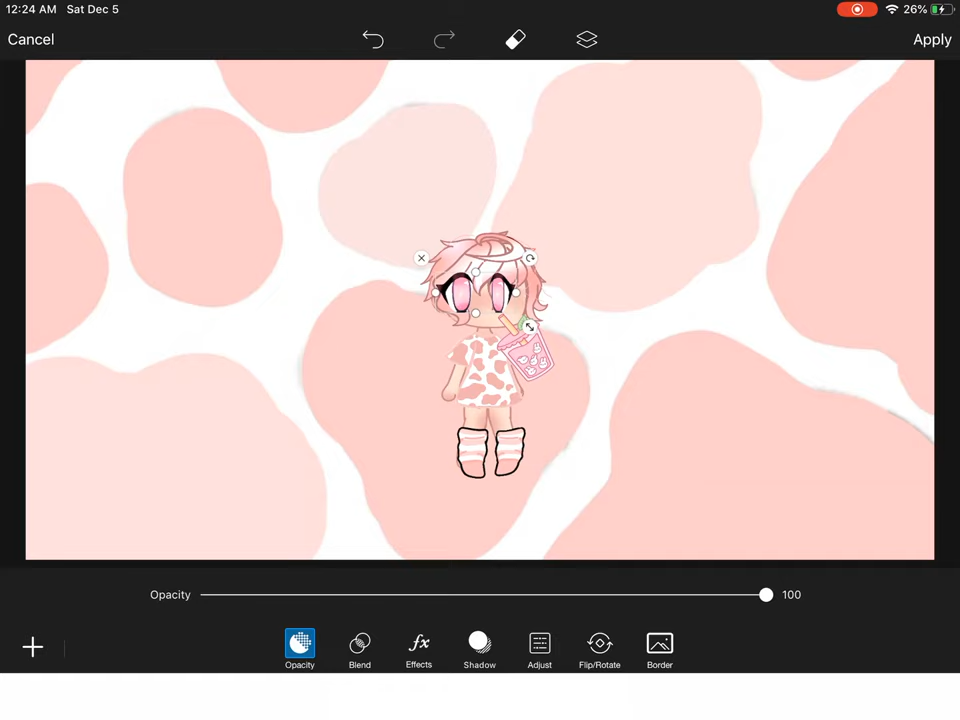 12:24 AM Sat Dec 5
26%
Cancel
Apply
Opacity
100
Opacity
Blend
fx
Effects
Shadow
Adjust
Flip/Rotate
Border